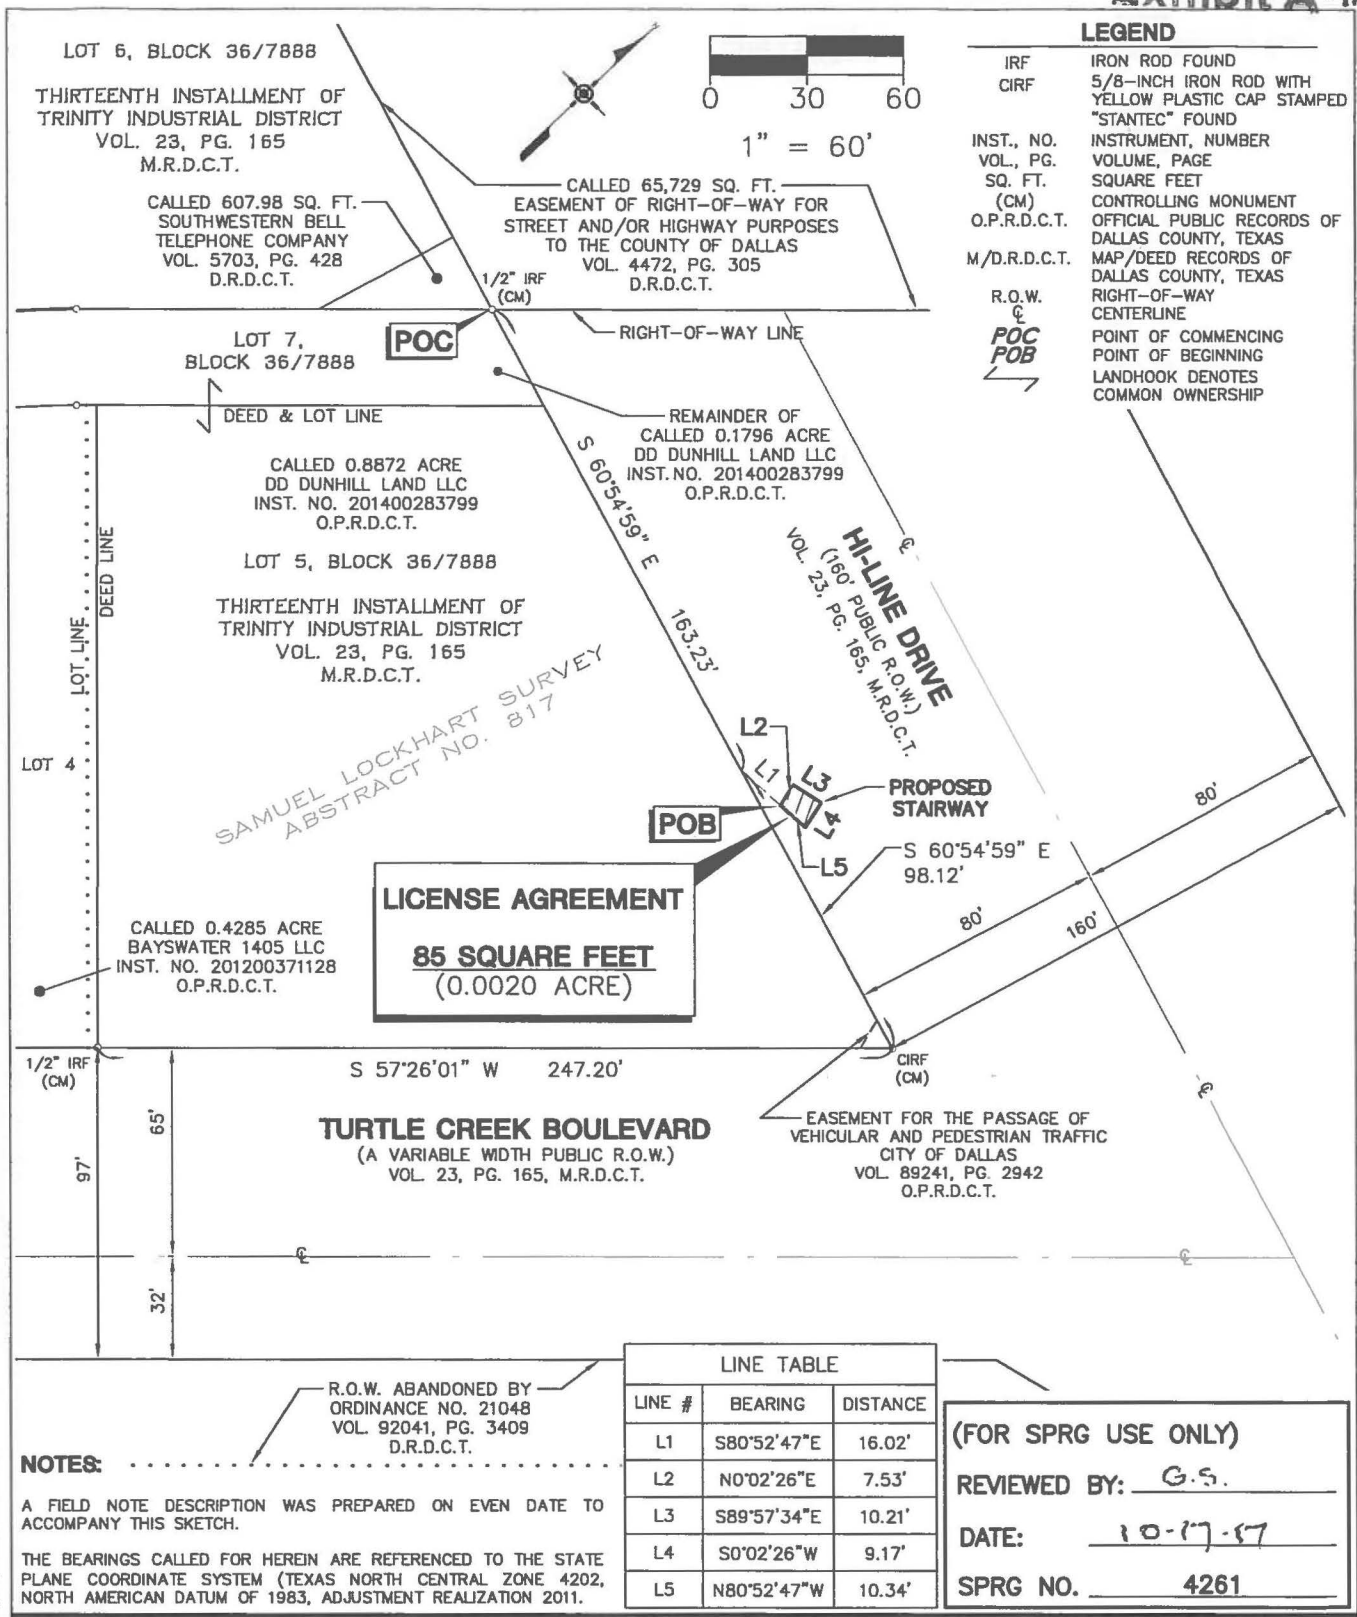 Exhibit A
LOT 6, BLOCK 36/7888
THIRTEENTH INSTALLMENT OF
TRINITY INDUSTRIAL DISTRICT
VOL. 23, PG. 165
M.R.D.C.T.
CALLED 607.98 SQ. FT.
SOUTHWESTERN BELL
TELEPHONE COMPANY
VOL. 5703, PG. 428
D.R.D.C.T.
0 30 60
1" = 60'
CALLED 65,729 SQ. FT.
EASEMENT OF RIGHT-OF-WAY FOR
STREET AND/OR HIGHWAY PURPOSES
TO THE COUNTY OF DALLAS
VOL. 4472, PG. 305
D.R.D.C.T.
LEGEND
IRF IRON ROD FOUND
CIRF 5/8-INCH IRON ROD WITH
YELLOW PLASTIC CAP STAMPED
"STANTEC" FOUND
INST., NO. INSTRUMENT, NUMBER
VOL., PG. VOLUME, PAGE
SQ. FT. SQUARE FEET
(CM) CONTROLLING MONUMENT
O.P.R.D.C.T. OFFICIAL PUBLIC RECORDS OF
DALLAS COUNTY, TEXAS
M/D.R.D.C.T. MAP/DEED RECORDS OF
DALLAS COUNTY, TEXAS
R.O.W. RIGHT-OF-WAY
℄ CENTERLINE
POC POINT OF COMMENCING
POB POINT OF BEGINNING
LANDHOOK DENOTES
COMMON OWNERSHIP
1/2" IRF
(CM)
POC
RIGHT-OF-WAY LINE
LOT 7,
BLOCK 36/7888
DEED & LOT LINE
REMAINDER OF
CALLED 0.1796 ACRE
DD DUNHILL LAND LLC
INST. NO. 201400283799
O.P.R.D.C.T.
CALLED 0.8872 ACRE
DD DUNHILL LAND LLC
INST. NO. 201400283799
O.P.R.D.C.T.
LOT 5, BLOCK 36/7888
THIRTEENTH INSTALLMENT OF
TRINITY INDUSTRIAL DISTRICT
VOL. 23, PG. 165
M.R.D.C.T.
DEED LINE
LOT LINE
LOT 4
SAMUEL LOCKHART SURVEY
ABSTRACT NO. 817
S 60°54'59" E 163.23'
℄
HI-LINE DRIVE
(160' PUBLIC R.O.W.)
VOL. 23, PG. 165, M.R.D.C.T.
L2
L1
L3
L4
L5
PROPOSED
STAIRWAY
POB
S 60°54'59" E
98.12'
80'
80'
160'
LICENSE AGREEMENT
85 SQUARE FEET
(0.0020 ACRE)
CALLED 0.4285 ACRE
BAYSWATER 1405 LLC
INST. NO. 201200371128
O.P.R.D.C.T.
1/2" IRF
(CM)
S 57°26'01" W 247.20'
CIRF
(CM)
℄
TURTLE CREEK BOULEVARD
(A VARIABLE WIDTH PUBLIC R.O.W.)
VOL. 23, PG. 165, M.R.D.C.T.
EASEMENT FOR THE PASSAGE OF
VEHICULAR AND PEDESTRIAN TRAFFIC
CITY OF DALLAS
VOL. 89241, PG. 2942
O.P.R.D.C.T.
65'
97'
32'
℄
℄
R.O.W. ABANDONED BY
ORDINANCE NO. 21048
VOL. 92041, PG. 3409
D.R.D.C.T.
NOTES:
A FIELD NOTE DESCRIPTION WAS PREPARED ON EVEN DATE TO
ACCOMPANY THIS SKETCH.
THE BEARINGS CALLED FOR HEREIN ARE REFERENCED TO THE STATE
PLANE COORDINATE SYSTEM (TEXAS NORTH CENTRAL ZONE 4202,
NORTH AMERICAN DATUM OF 1983, ADJUSTMENT REALIZATION 2011.
LINE TABLE
LINE # BEARING DISTANCE
L1 S80°52'47"E 16.02'
L2 N0°02'26"E 7.53'
L3 S89°57'34"E 10.21'
L4 S0°02'26"W 9.17'
L5 N80°52'47"W 10.34'
(FOR SPRG USE ONLY)
REVIEWED BY: G.S.
DATE: 10-17-17
SPRG NO. 4261